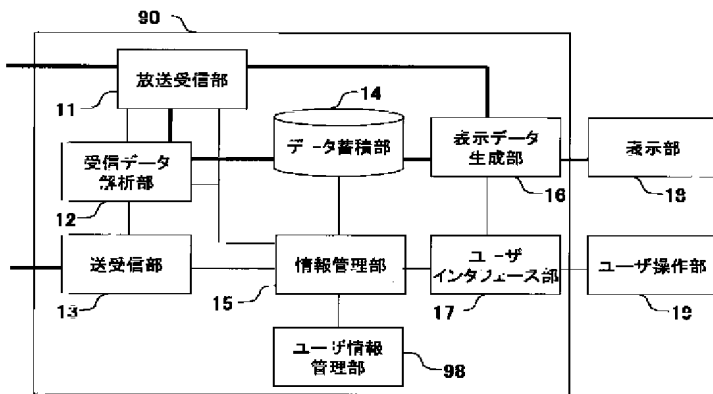 90
放送受信部
11
14
データ蓄積部
表示データ
生成部
16
表示部
18
受信データ
解析部
12
送受信部
13
情報管理部
15
ユーザ
インタフェース部
17
ユーザ操作部
19
ユーザ情報
管理部
98